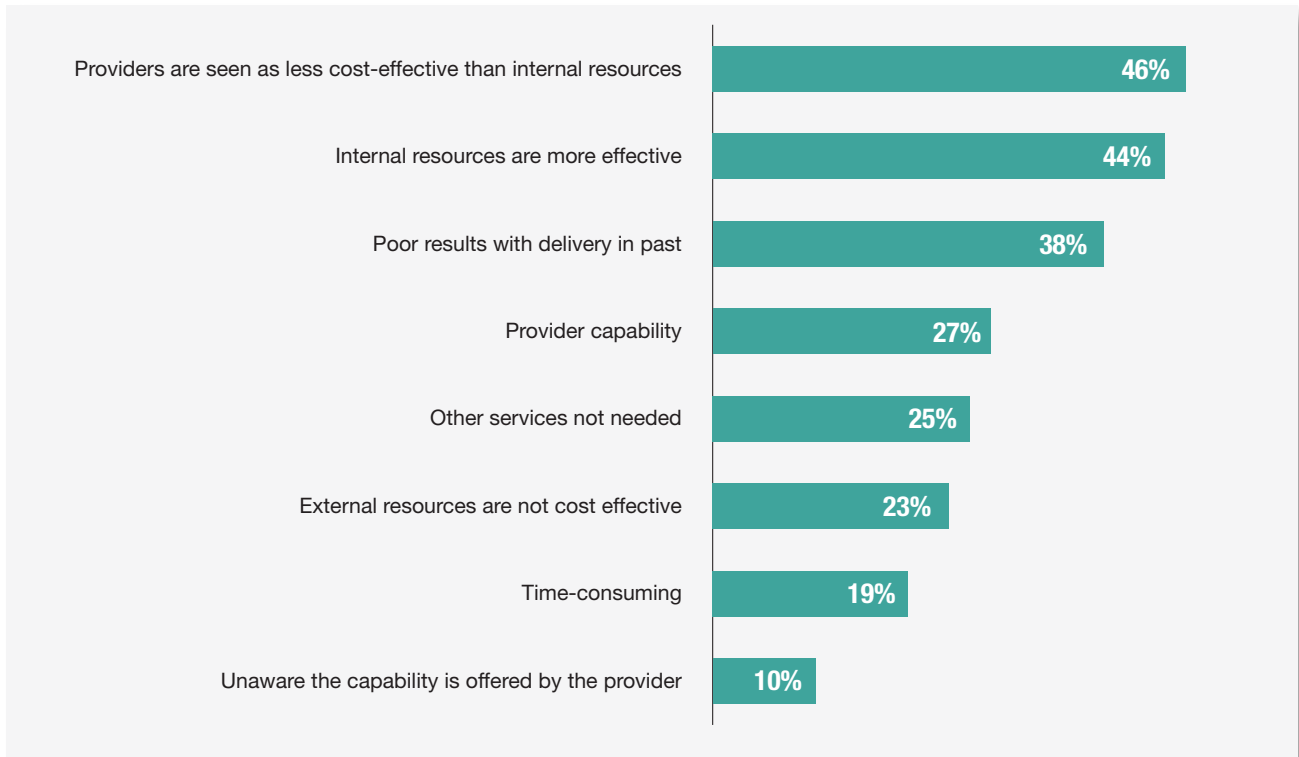 Providers are seen as less cost-effective than internal resources 46%
Internal resources are more effective 44%
Poor results with delivery in past 38%
Provider capability 27%
Other services not needed 25%
External resources are not cost effective 23%
Time-consuming 19%
Unaware the capability is offered by the provider 10%